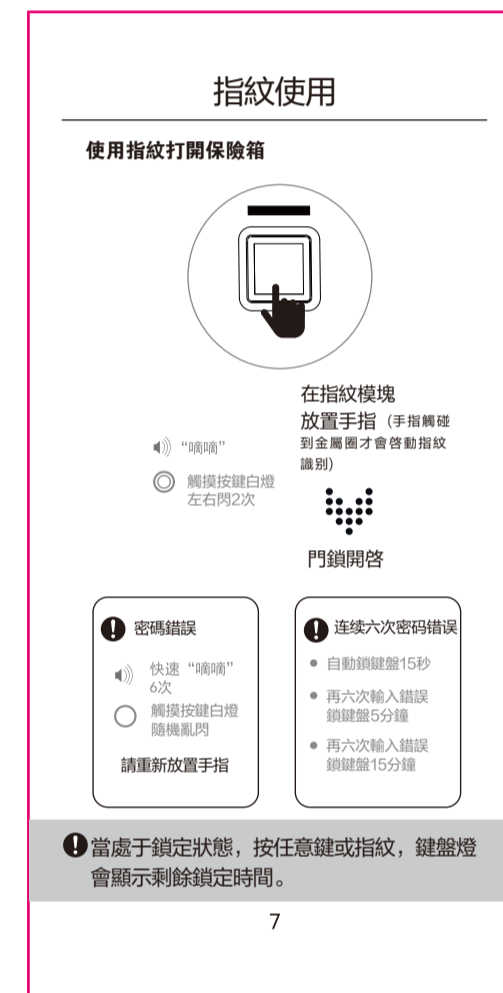 指紋使用
使用指紋打開保險箱
在指紋模塊
放置手指（手指觸碰
到金屬圈才會啓動指紋
識别)
“嘀嘀”
觸摸按鍵白燈
左右閃2次
門鎖開啓
密碼錯誤
快速“嘀嘀”
6次
觸摸按鍵白燈
隨機亂閃
請重新放置手指
连续六次密码错误
自動鎖鍵盤15秒
再六次輸入錯誤
鎖鍵盤5分鐘
再六次輸入錯誤
鎖鍵盤15分鐘
當處于鎖定狀態，按任意鍵或指紋，鍵盤燈
會顯示剩餘鎖定時間。
7